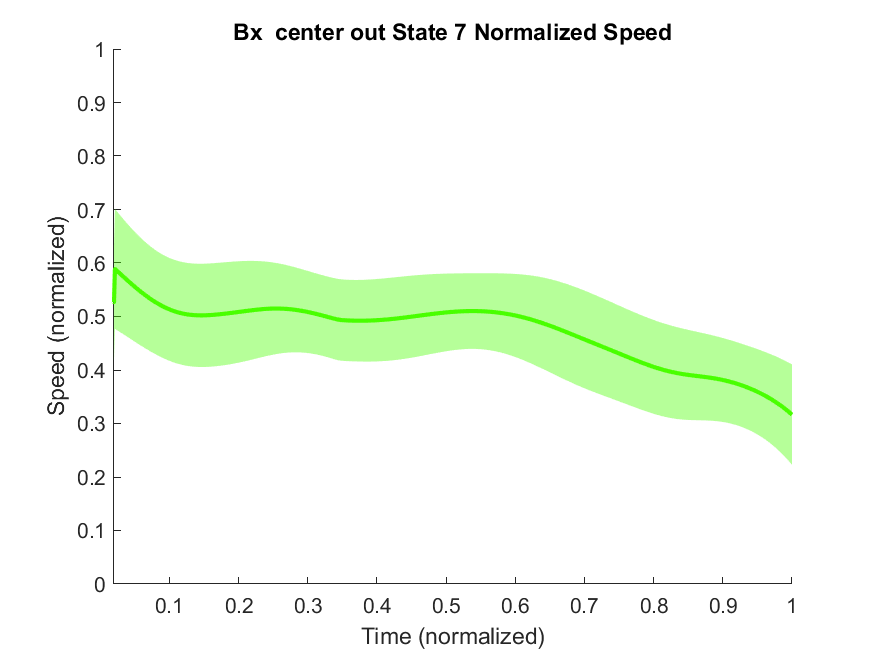 Bx  center out State 7 Normalized Speed
1
0.9
0.8
0.7
0.6
0.5
0.4
0.3
0.2
0.1
0
Speed (normalized)
0.1 0.2 0.3 0.4 0.5 0.6 0.7 0.8 0.9 1
Time (normalized)